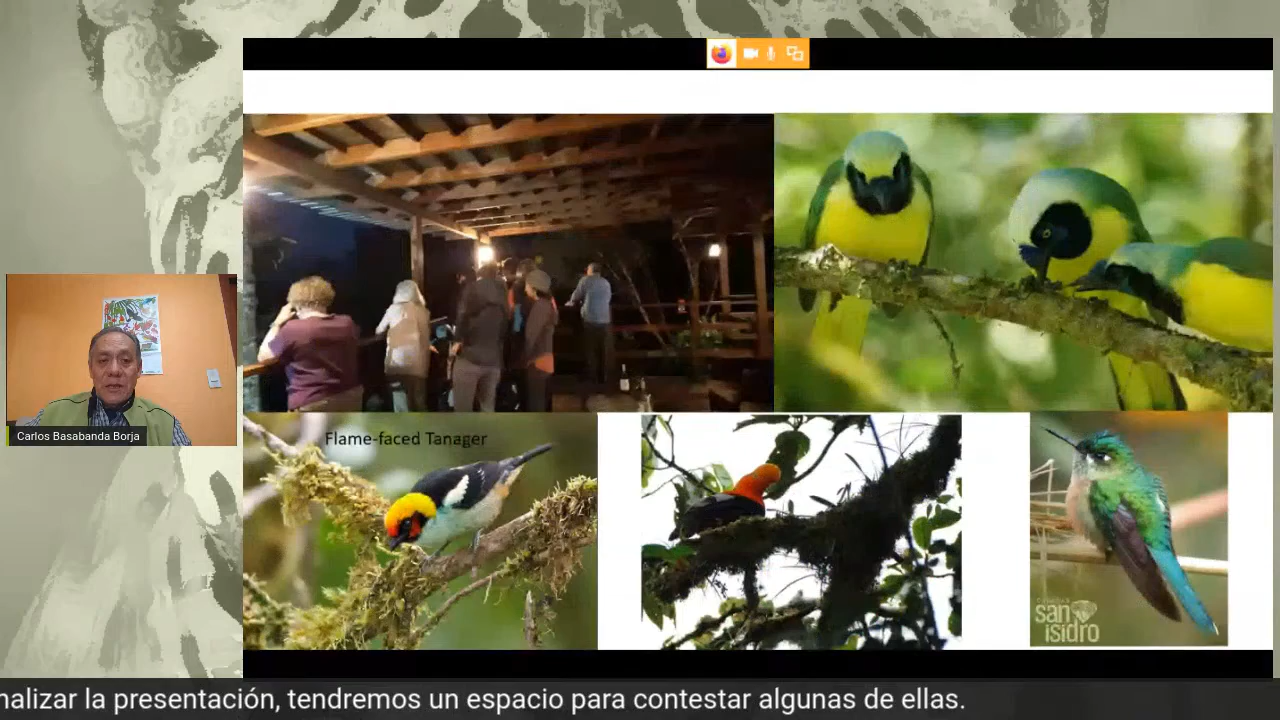 Flame-faced Tanager
Carlos Basabanda Borja
san
isidro
nalizar la presentación, tendremos un espacio para contestar algunas de ellas.